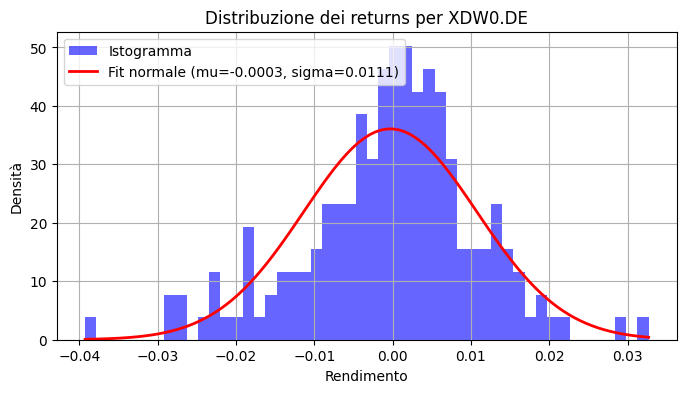 Distribuzione dei returns per XDW0.DE
Istogramma
Fit normale (mu=-0.0003, sigma=0.0111)
Densità
50
40
30
20
10
0
−0.04 −0.03 −0.02 −0.01 0.00 0.01 0.02 0.03
Rendimento